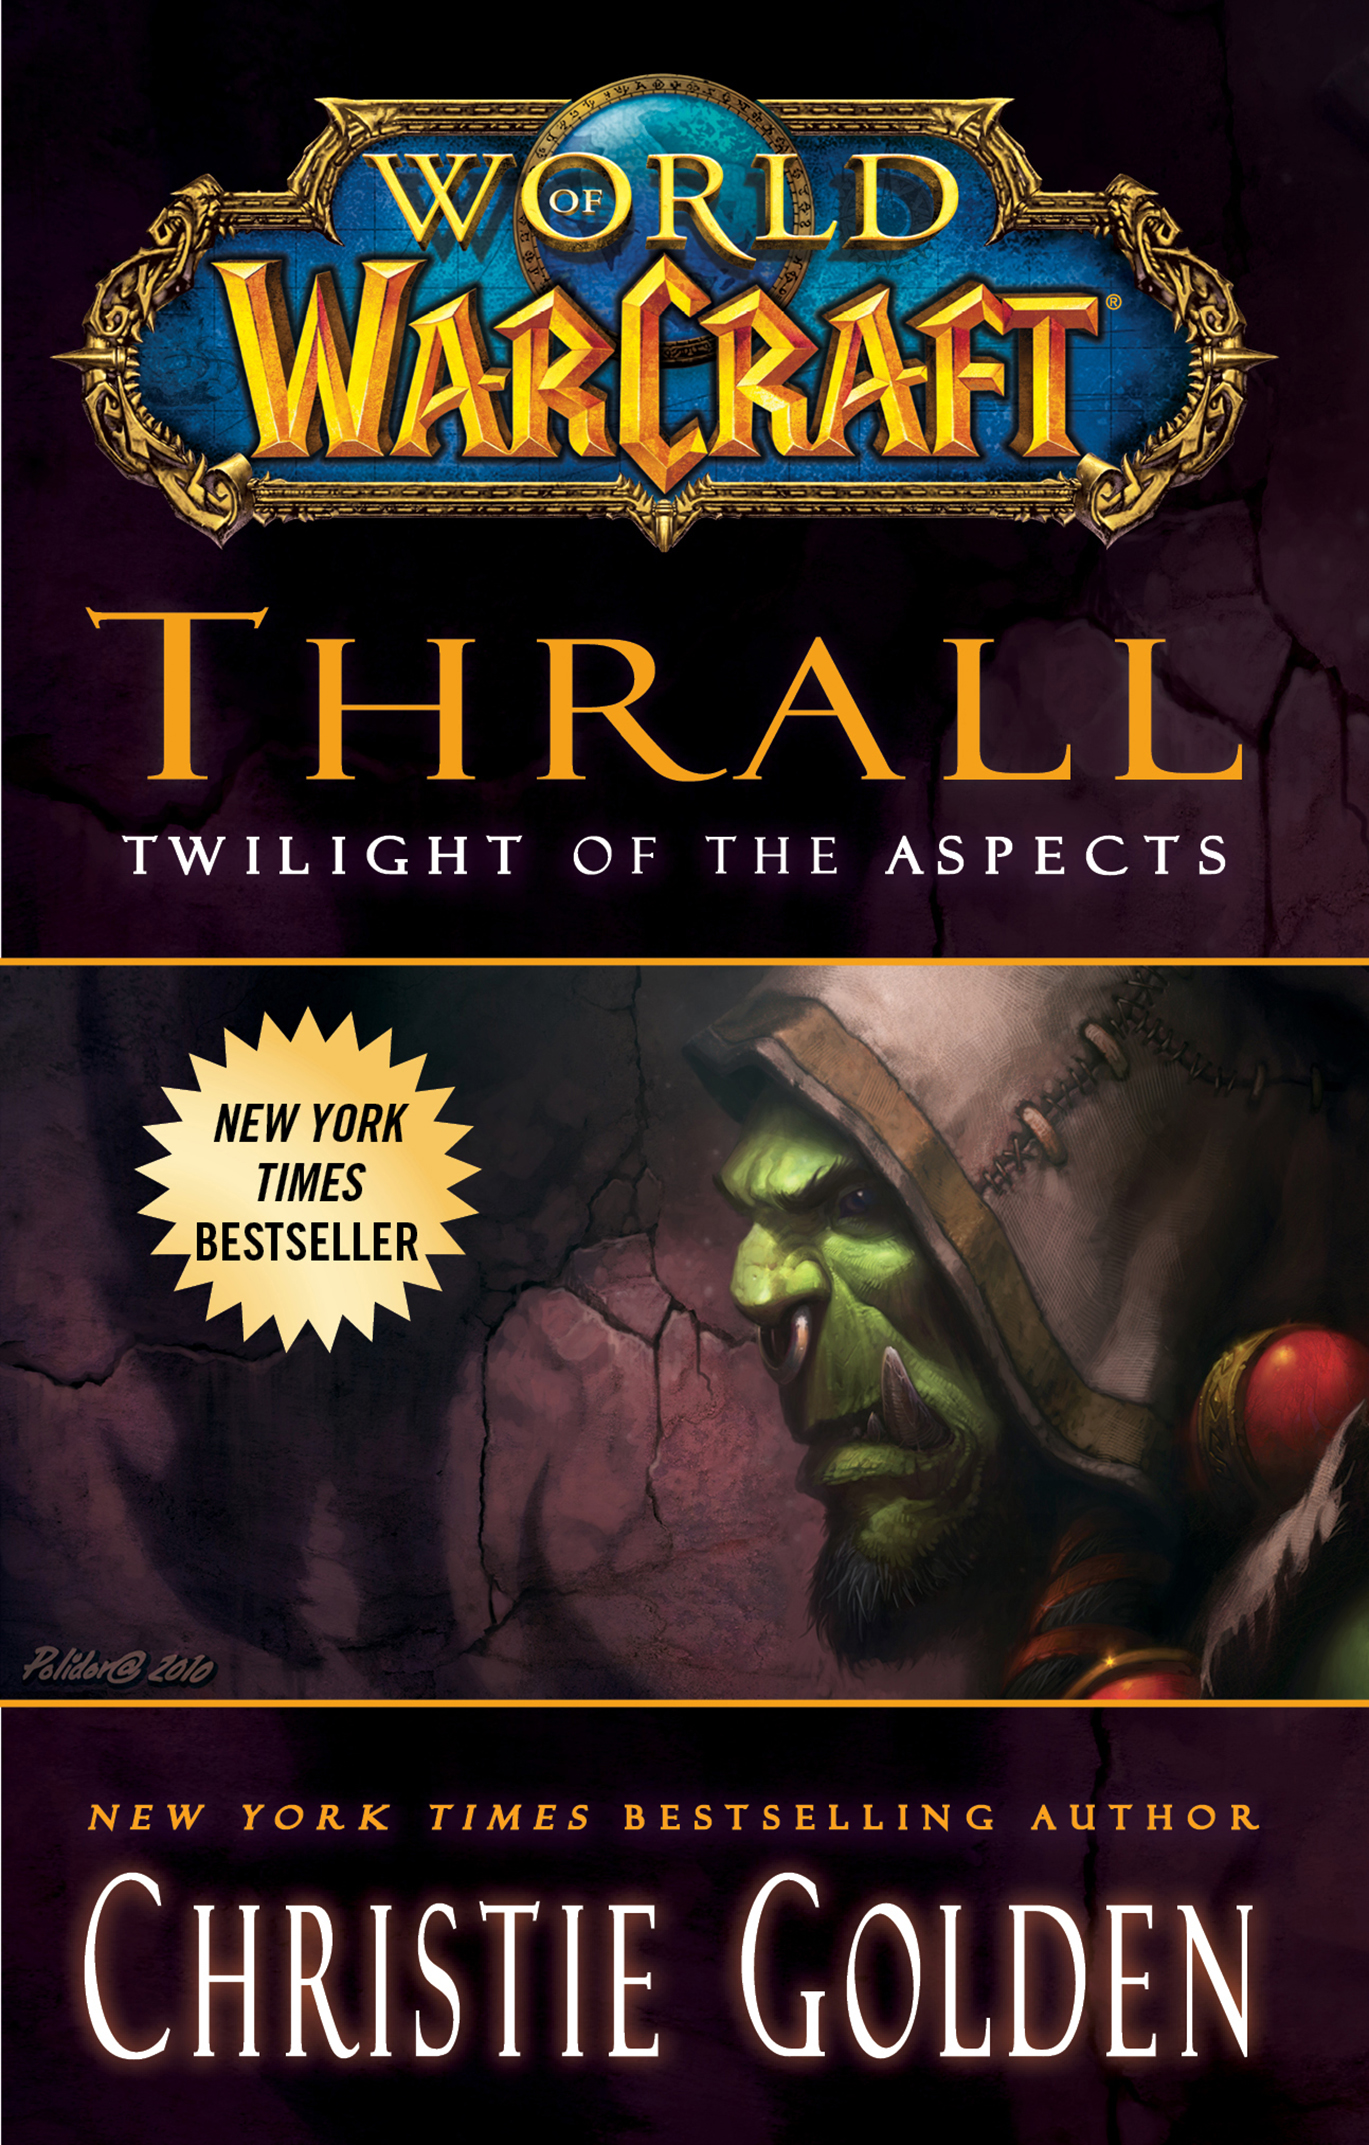 WORLD
OF
WARCRAFT®
THRALL
TWILIGHT OF THE ASPECTS
NEW YORK
TIMES
BESTSELLER
Polidor@ 2010
NEW YORK TIMES BESTSELLING AUTHOR
CHRISTIE GOLDEN